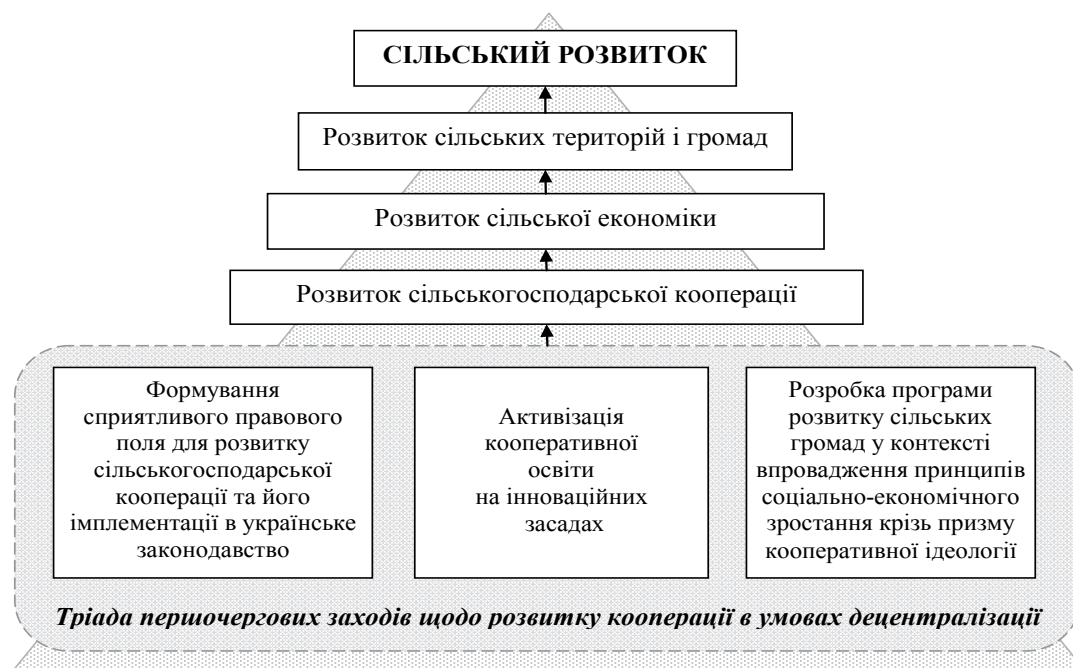 СІЛЬСЬКИЙ РОЗВИТОК
Розвиток сільських територій і громад
Розвиток сільської економіки
Розвиток сільськогосподарської кооперації
Формування
сприятливого правового
поля для розвитку
сільськогосподарської
кооперації та його
імплементації в українське
законодавство
Активізація
кооперативної
освіти
на інноваційних
засадах
Розробка програми
розвитку сільських
громад у контексті
впровадження принципів
соціально-економічного
зростання крізь призму
кооперативної ідеології
Тріада першочергових заходів щодо розвитку кооперації в умовах децентралізації